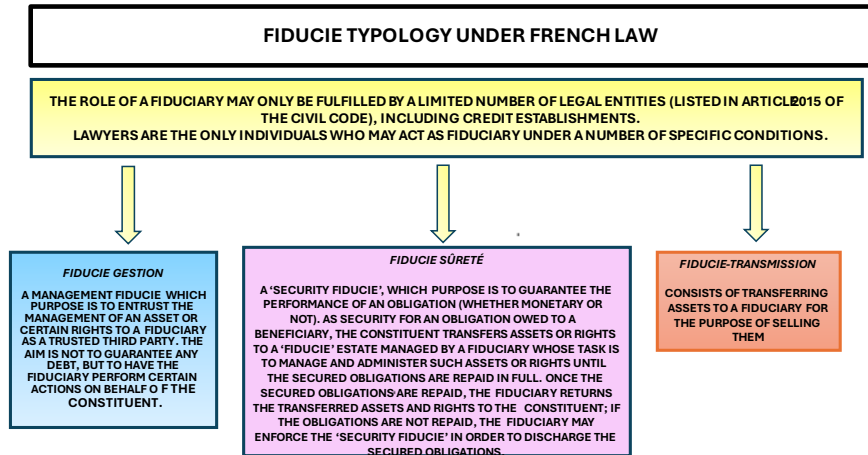 FIDUCIE TYPOLOGY UNDER FRENCH LAW
THE ROLE OF A FIDUCIARY MAY ONLY BE FULFILLED BY A LIMITED NUMBER OF LEGAL ENTITIES (LISTED IN ARTICLE 2015 OF
THE CIVIL CODE), INCLUDING CREDIT ESTABLISHMENTS.
LAWYERS ARE THE ONLY INDIVIDUALS WHO MAY ACT AS FIDUCIARY UNDER A NUMBER OF SPECIFIC CONDITIONS.
FIDUCIE GESTION
A MANAGEMENT FIDUCIE WHICH
PURPOSE IS TO ENTRUST THE
MANAGEMENT OF AN ASSET OR
CERTAIN RIGHTS TO A FIDUCIARY
AS A TRUSTED THIRD PARTY. THE
AIM IS NOT TO GUARANTEE ANY
DEBT, BUT TO HAVE THE
FIDUCIARY PERFORM CERTAIN
ACTIONS ON BEHALF O F THE
CONSTITUENT.
FIDUCIE SÛRETÉ
A ‘SECURITY FIDUCIE’, WHICH PURPOSE IS TO GUARANTEE THE
PERFORMANCE OF AN OBLIGATION (WHETHER MONETARY OR
NOT). AS SECURITY FOR AN OBLIGATION OWED TO A
BENEFICIARY, THE CONSTITUENT TRANSFERS ASSETS OR RIGHTS
TO A ‘FIDUCIE’ ESTATE MANAGED BY A FIDUCIARY WHOSE TASK IS
TO MANAGE AND ADMINISTER SUCH ASSETS OR RIGHTS UNTIL
THE SECURED OBLIGATIONS ARE REPAID IN FULL. ONCE THE
SECURED OBLIGATIONS ARE REPAID, THE FIDUCIARY RETURNS
THE TRANSFERRED ASSETS AND RIGHTS TO THE CONSTITUENT; IF
THE OBLIGATIONS ARE NOT REPAID, THE FIDUCIARY MAY
ENFORCE THE ‘SECURITY FIDUCIE’ IN ORDER TO DISCHARGE THE
SECURED OBLIGATIONS
FIDUCIE-TRANSMISSION
CONSISTS OF TRANSFERRING
ASSETS TO A FIDUCIARY FOR
THE PURPOSE OF SELLING
THEM